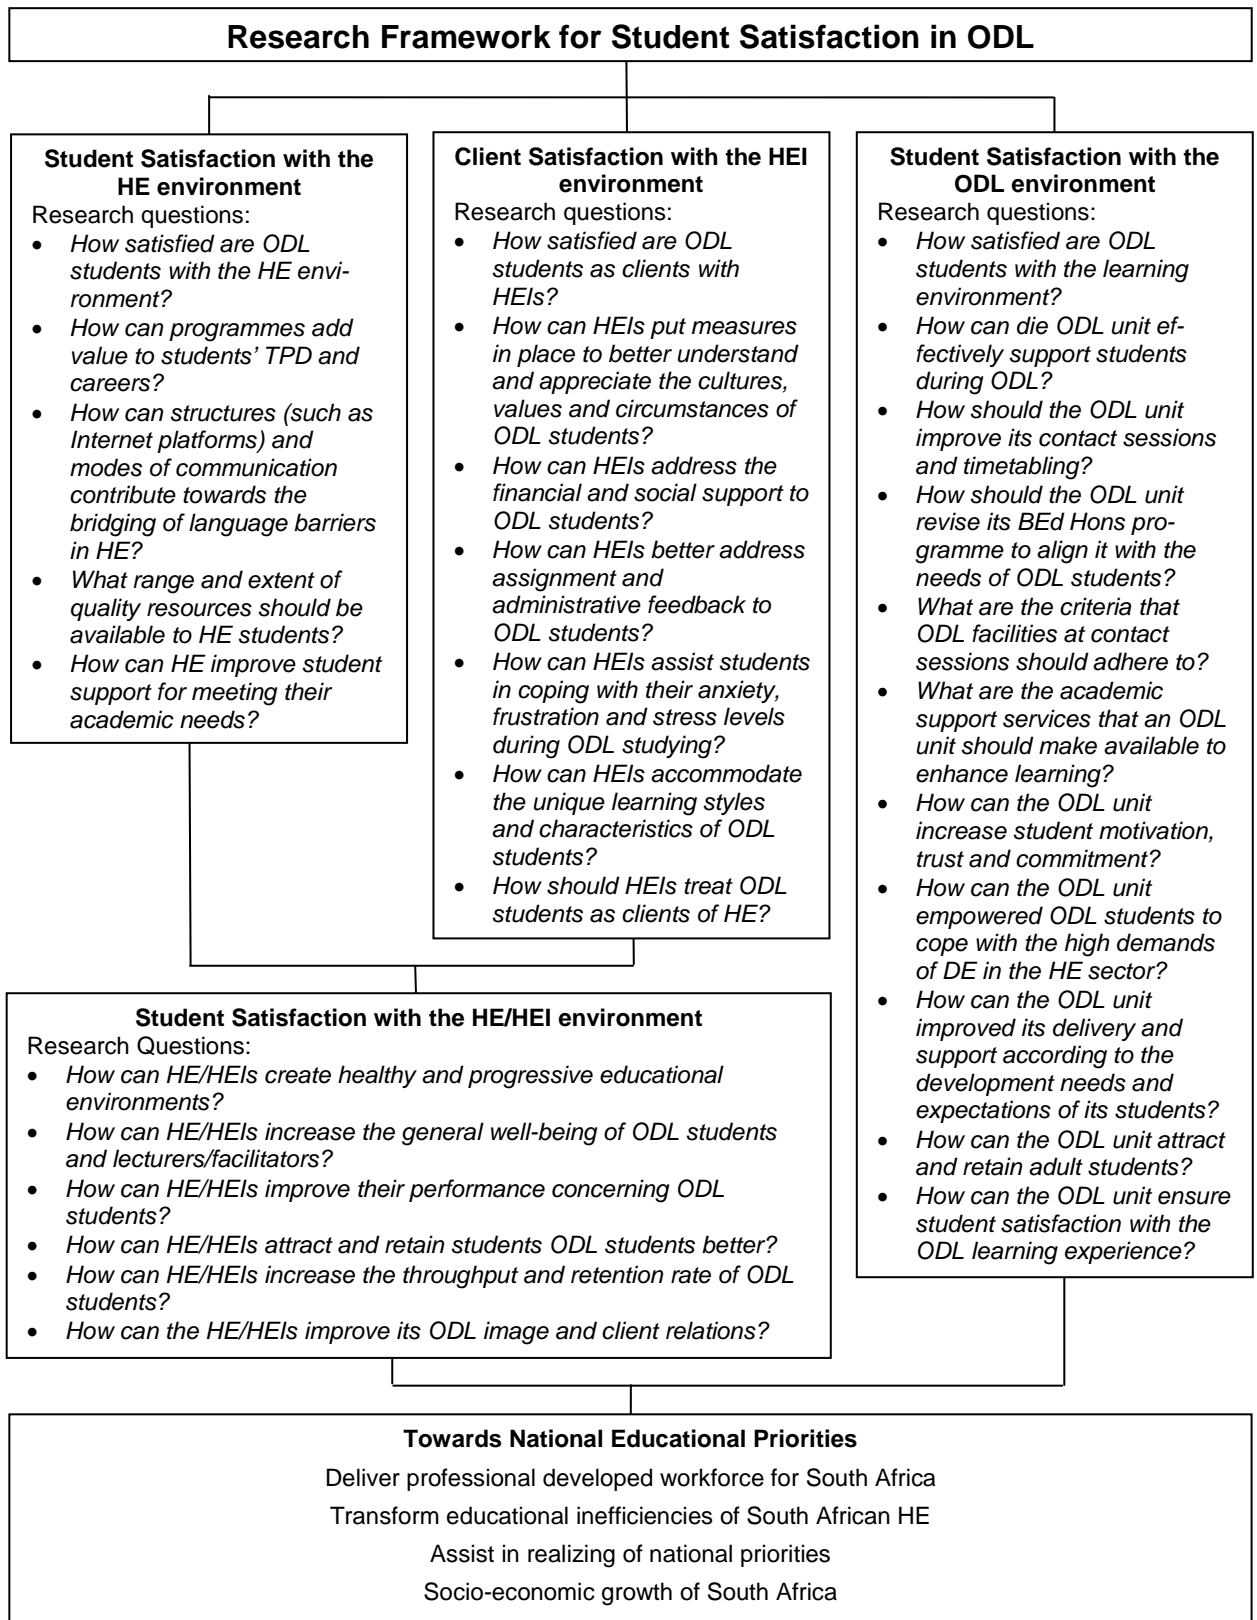 Research Framework for Student Satisfaction in ODL
Student Satisfaction with the
HE environment
Research questions:
• How satisfied are ODL
students with the HE envi-
ronment?
• How can programmes add
value to students' TPD and
careers?
• How can structures (such as
Internet platforms) and
modes of communication
contribute towards the
bridging of language barriers
in HE?
• What range and extent of
quality resources should be
available to HE students?
• How can HE improve student
support for meeting their
academic needs?
Client Satisfaction with the HEI
environment
Research questions:
• How satisfied are ODL
students as clients with
HEIs?
• How can HEIs put measures
in place to better understand
and appreciate the cultures,
values and circumstances of
ODL students?
• How can HEIs address the
financial and social support to
ODL students?
• How can HEIs better address
assignment and
administrative feedback to
ODL students?
• How can HEIs assist students
in coping with their anxiety,
frustration and stress levels
during ODL studying?
• How can HEIs accommodate
the unique learning styles
and characteristics of ODL
students?
• How should HEIs treat ODL
students as clients of HE?
Student Satisfaction with the
ODL environment
Research questions:
• How satisfied are ODL
students with the learning
environment?
• How can die ODL unit ef-
fectively support students
during ODL?
• How should the ODL unit
improve its contact sessions
and timetabling?
• How should the ODL unit
revise its BEd Hons pro-
gramme to align it with the
needs of ODL students?
• What are the criteria that
ODL facilities at contact
sessions should adhere to?
• What are the academic
support services that an ODL
unit should make available to
enhance learning?
• How can the ODL unit
increase student motivation,
trust and commitment?
• How can the ODL unit
empowered ODL students to
cope with the high demands
of DE in the HE sector?
• How can the ODL unit
improved its delivery and
support according to the
development needs and
expectations of its students?
• How can the ODL unit attract
and retain adult students?
• How can the ODL unit ensure
student satisfaction with the
ODL learning experience?
Student Satisfaction with the HE/HEI environment
Research Questions:
• How can HE/HEIs create healthy and progressive educational
environments?
• How can HE/HEIs increase the general well-being of ODL students
and lecturers/facilitators?
• How can HE/HEIs improve their performance concerning ODL
students?
• How can HE/HEIs attract and retain students ODL students better?
• How can HE/HEIs increase the throughput and retention rate of ODL
students?
• How can the HE/HEIs improve its ODL image and client relations?
Towards National Educational Priorities
Deliver professional developed workforce for South Africa
Transform educational inefficiencies of South African HE
Assist in realizing of national priorities
Socio-economic growth of South Africa